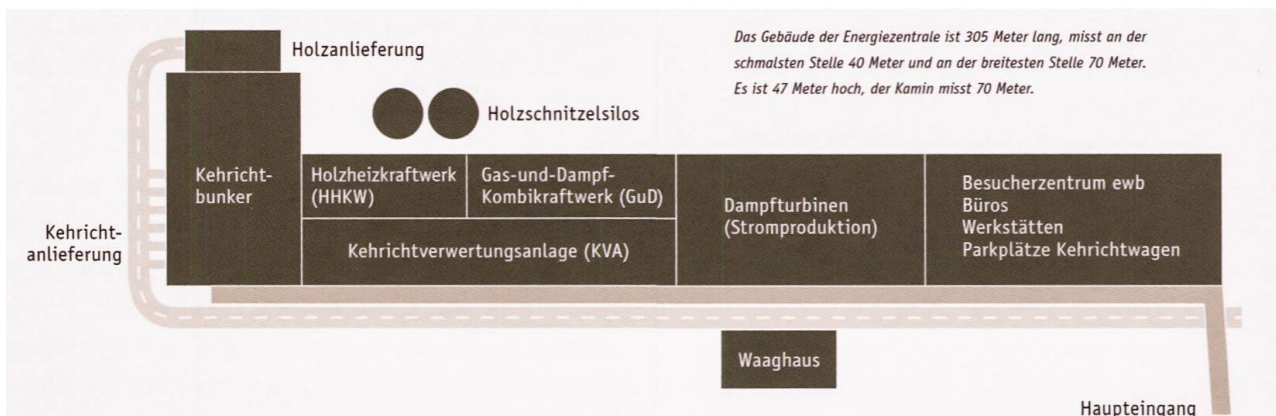 Holzanlieferung
Das Gebäude der Energiezentrale ist 305 Meter lang, misst an der
schmalsten Stelle 40 Meter und an der breitesten Stelle 70 Meter.
Es ist 47 Meter hoch, der Kamin misst 70 Meter.
Holzschnitzelsilos
Kehricht-
bunker
Holzheizkraftwerk
(HHKW)
Gas-und-Dampf-
Kombikraftwerk (GuD)
Dampfturbinen
(Stromproduktion)
Besucherzentrum ewb
Büros
Werkstätten
Parkplätze Kehrichtwagen
Kehricht-
anlieferung
Kehrichtverwertungsanlage (KVA)
Waaghaus
Haupteingang